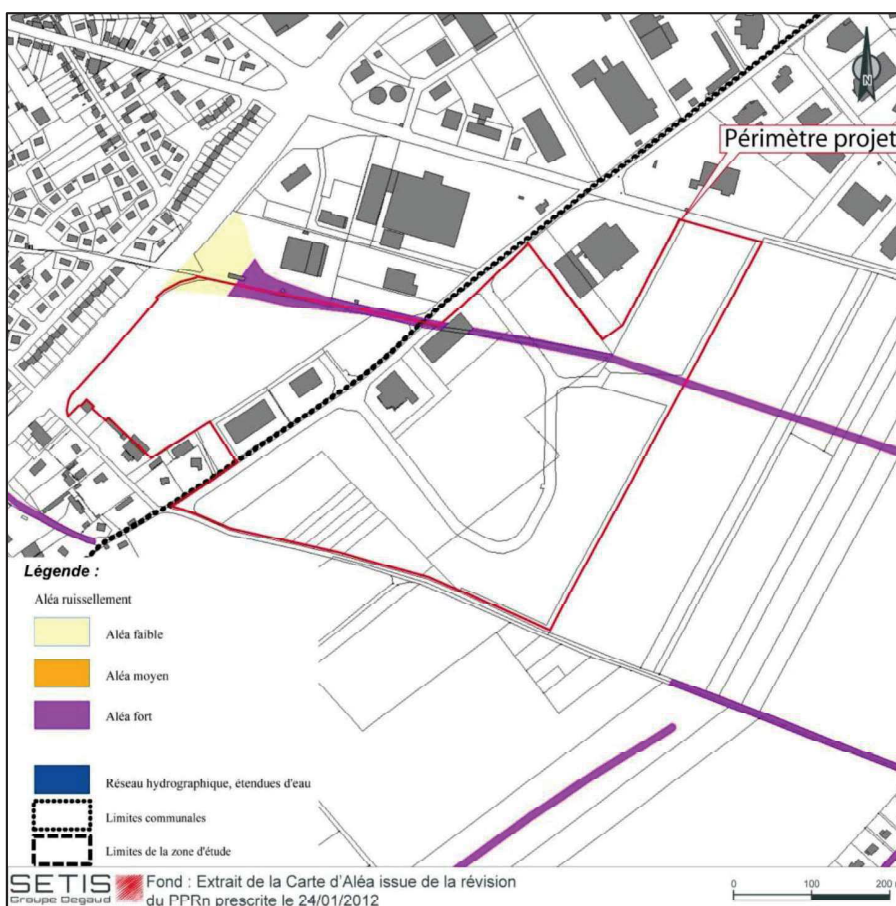 N
Périmètre projet
Légende :
Aléa ruissellement
Aléa faible
Aléa moyen
Aléa fort
Réseau hydrographique, étendues d'eau
Limites communales
Limites de la zone d'étude
SETIS
Groupe Degaud
Fond : Extrait de la Carte d'Aléa issue de la révision
du PPRn prescrite le 24/01/2012
0 100 200 m